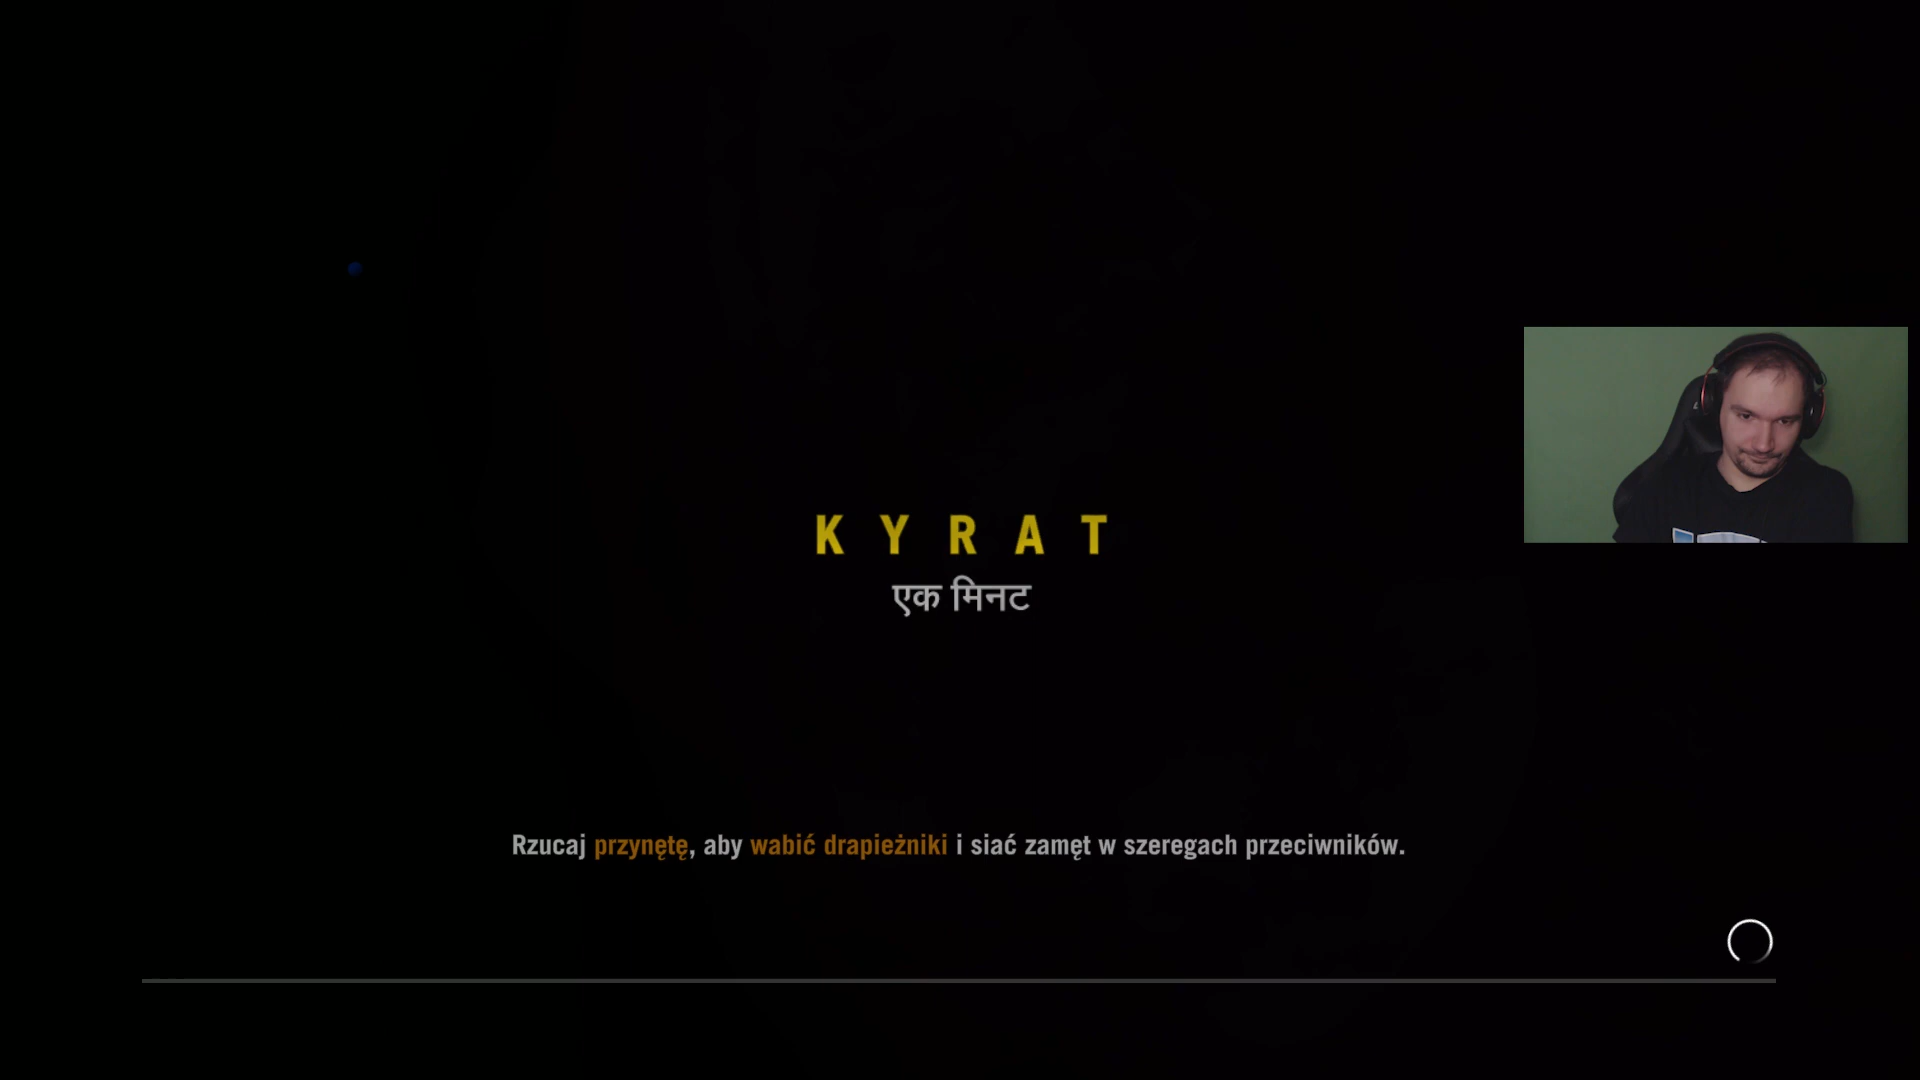 KYRAT
एक मिनट
Rzucaj przynętę, aby wabić drapieżniki i siać zamęt w szeregach przeciwników.